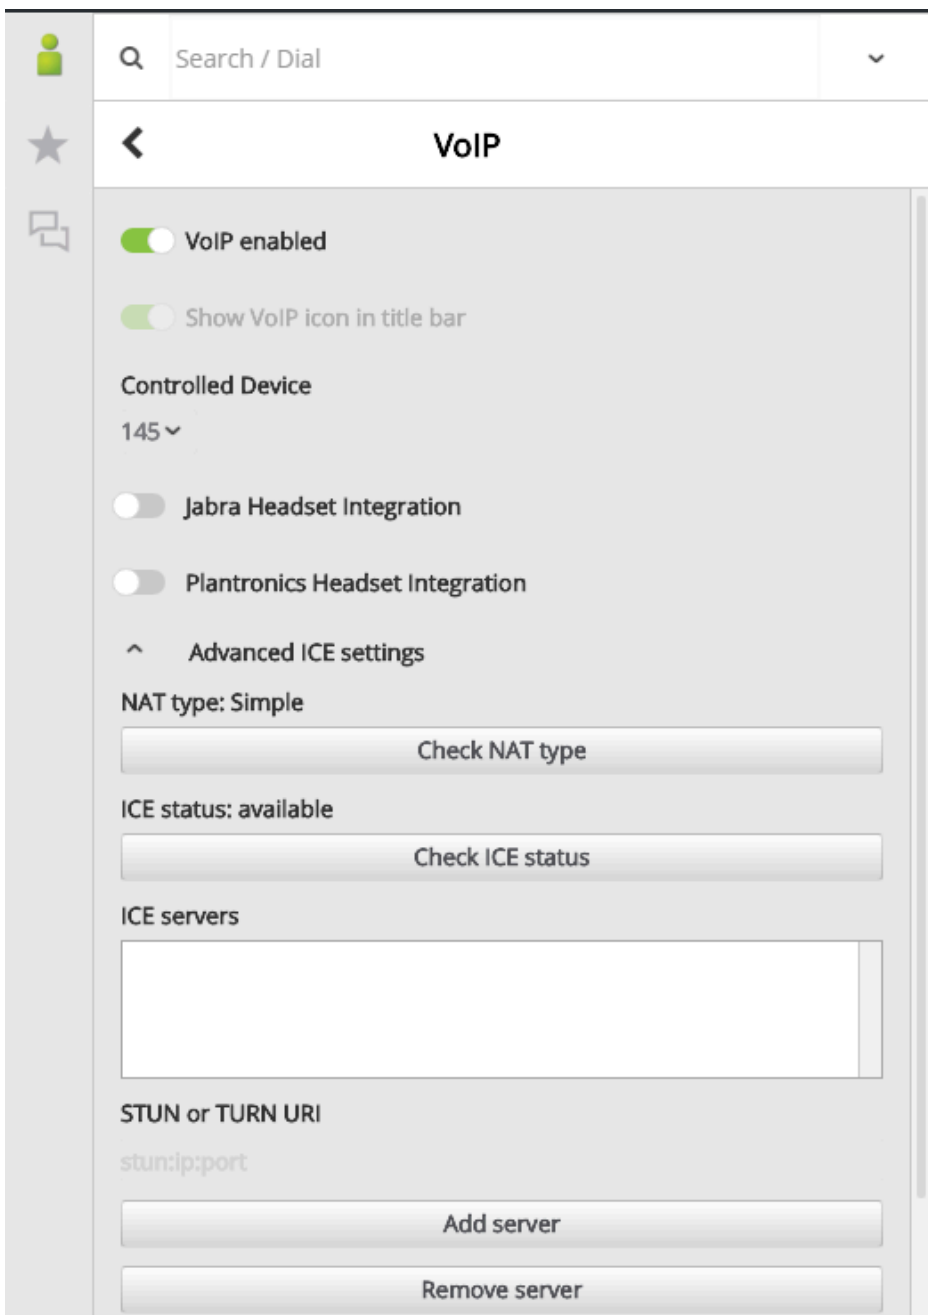 Search / Dial
VoIP
VoIP enabled
Show VoIP icon in title bar
Controlled Device
145
Jabra Headset Integration
Plantronics Headset Integration
Advanced ICE settings
NAT type: Simple
Check NAT type
ICE status: available
Check ICE status
ICE servers
STUN or TURN URI
stun:ip:port
Add server
Remove server